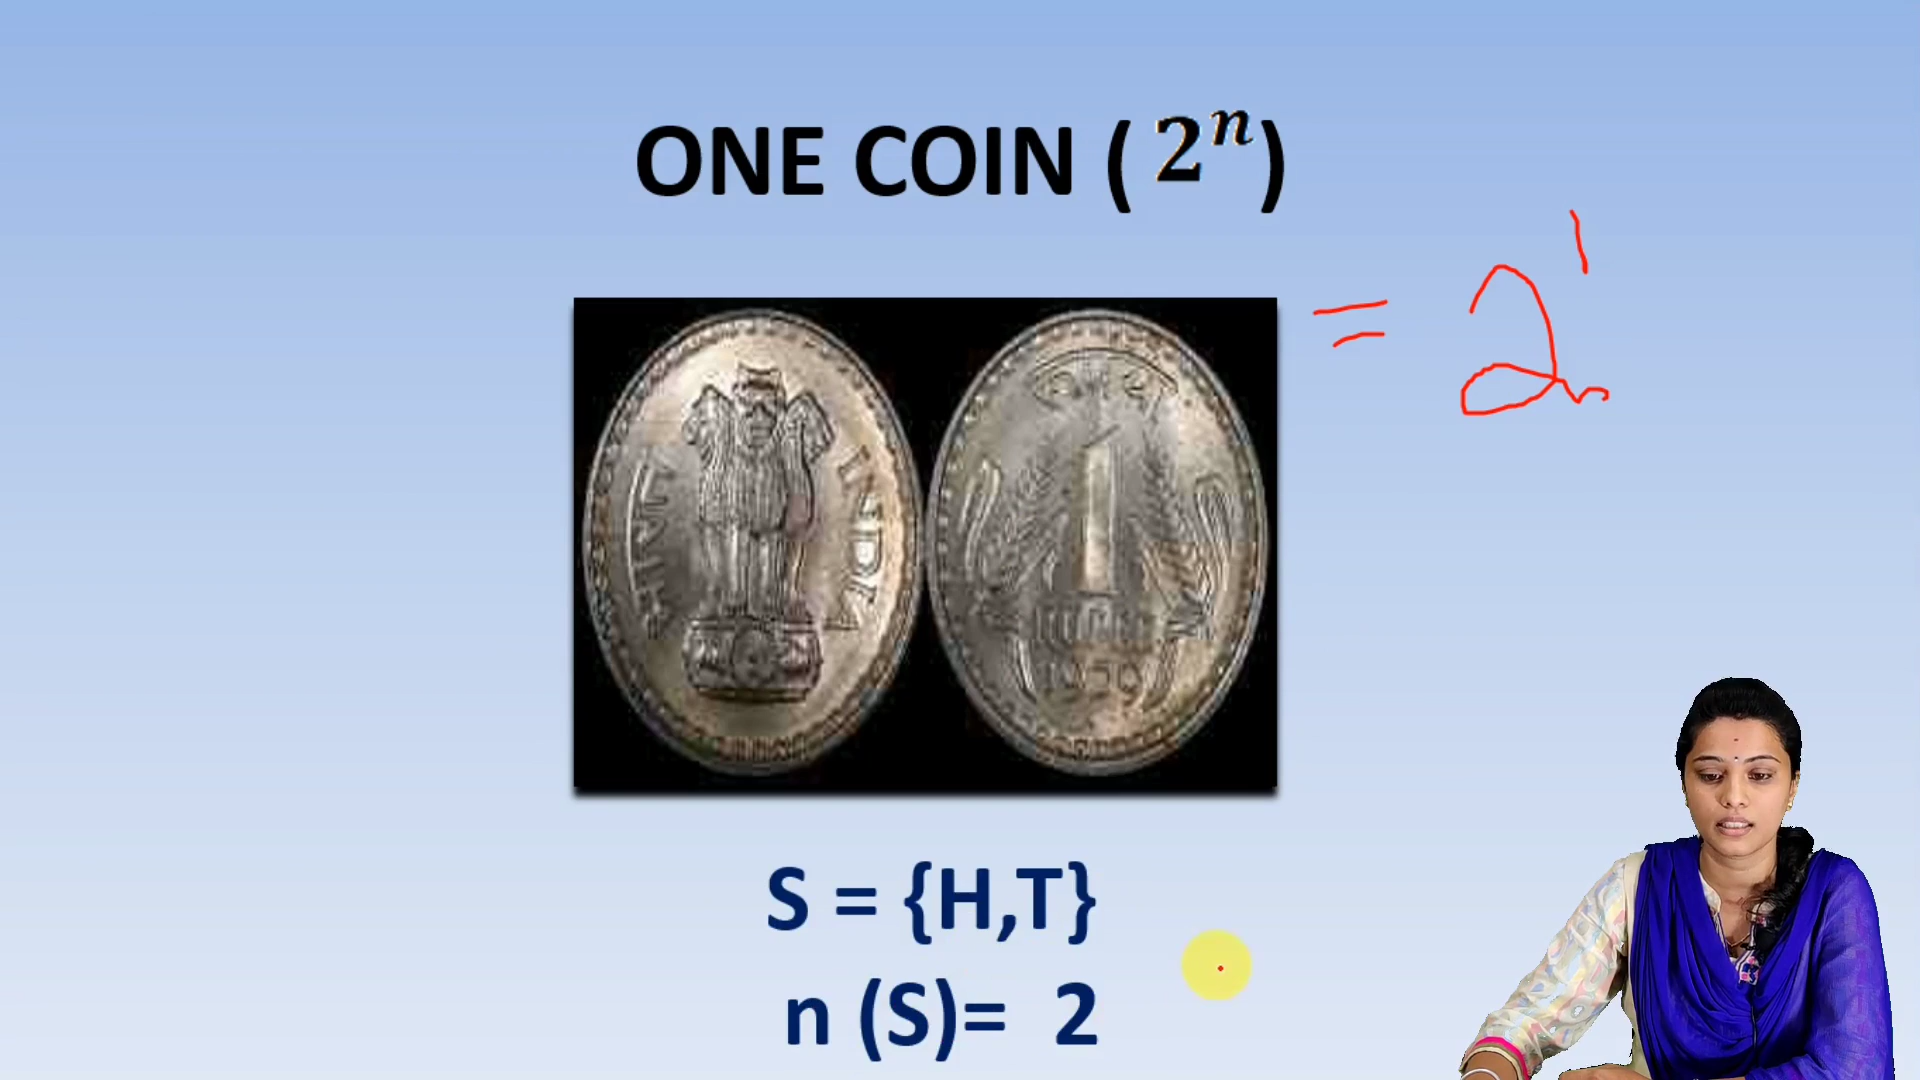 ONE COIN ( 2ⁿ)
= 2¹
INDIA
1
S = {H,T}
n (S)= 2